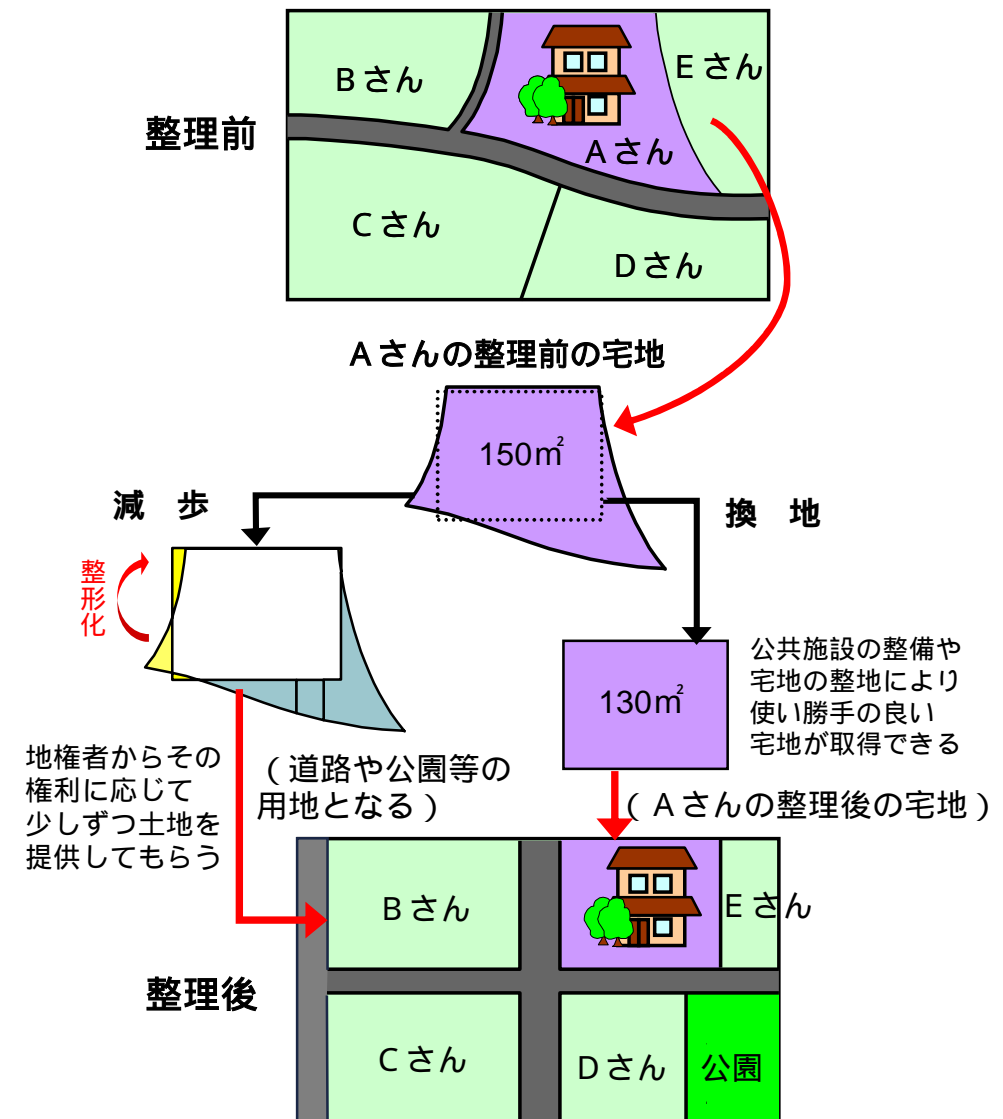 Bさん
Eさん
整理前
Aさん
Cさん
Dさん
Aさんの整理前の宅地
150㎡
減 歩
換 地
整形化
公共施設の整備や
宅地の整地により
使い勝手の良い
宅地が取得できる
130㎡
地権者からその
権利に応じて
少しずつ土地を
提供してもらう
(道路や公園等の
用地となる)
(Aさんの整理後の宅地)
Bさん
Eさん
整理後
Cさん
Dさん
公園